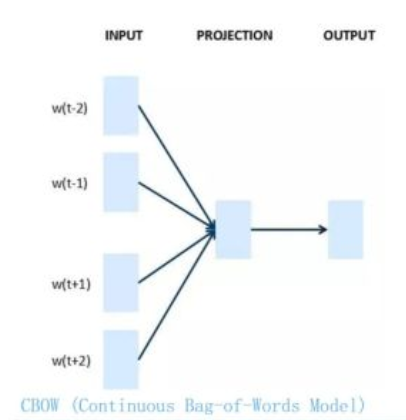 INPUT PROJECTION OUTPUT
w(t-2)
w(t-1)
w(t+1)
w(t+2)
CBOW (Continuous Bag-of-Words Model)